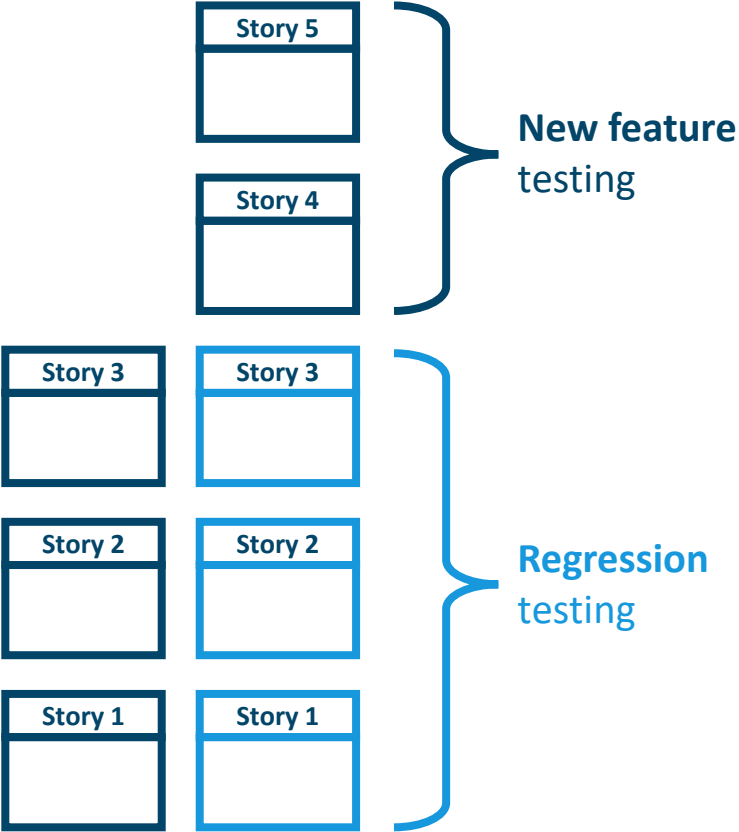 Story 5
New feature
testing
Story 4
Story 3
Story 3
Story 2
Story 2
Regression
testing
Story 1
Story 1